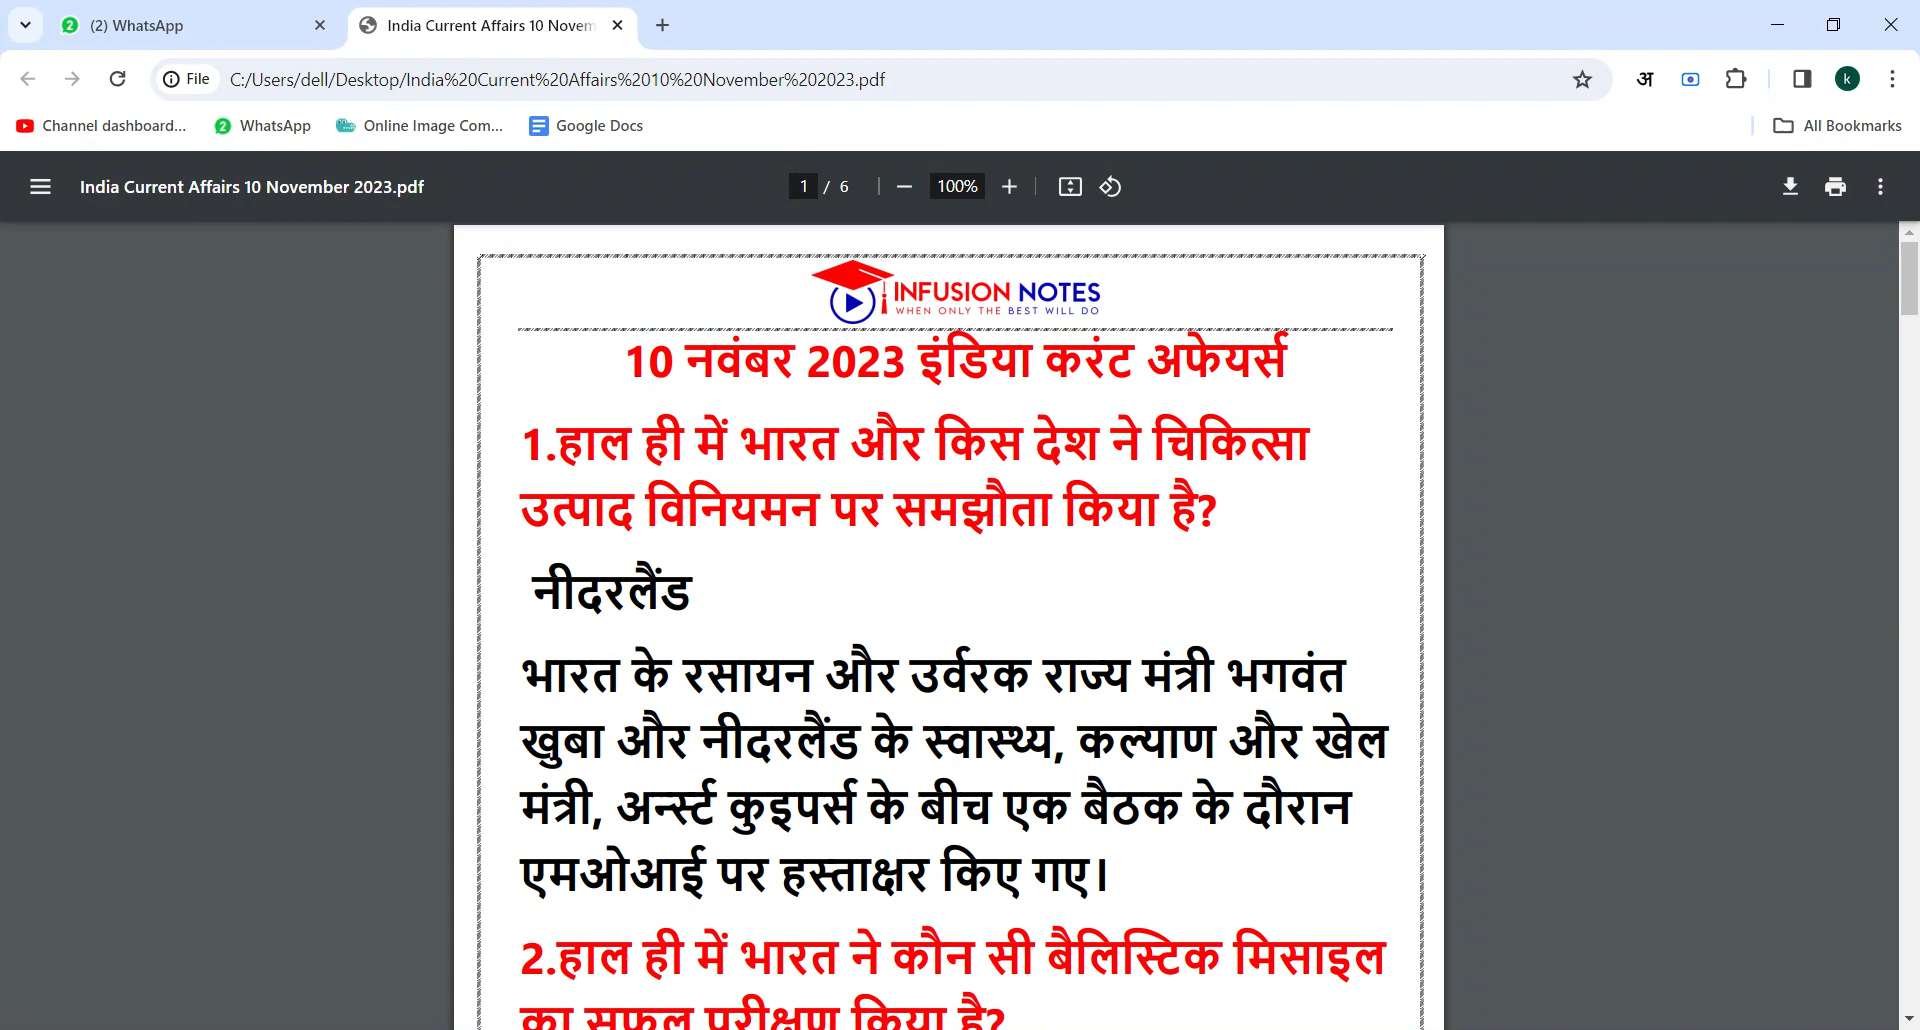 (2) WhatsApp
India Current Affairs 10 Novem
File
C:/Users/dell/Desktop/India%20Current%20Affairs%2010%20November%202023.pdf
अ
k
Channel dashboard...
2 WhatsApp
Online Image Com...
Google Docs
All Bookmarks
India Current Affairs 10 November 2023.pdf
1 / 6
100%
INFUSION NOTES
WHEN ONLY THE BEST WILL DO
10 नवंबर 2023 इंडिया करंट अफेयर्स
1.हाल ही में भारत और किस देश ने चिकित्सा
उत्पाद विनियमन पर समझौता किया है?
नीदरलैंड
भारत के रसायन और उर्वरक राज्य मंत्री भगवंत
खुबा और नीदरलैंड के स्वास्थ्य, कल्याण और खेल
मंत्री, अर्न्स्ट कुइपर्स के बीच एक बैठक के दौरान
एमओआई पर हस्ताक्षर किए गए।
2.हाल ही में भारत ने कौन सी बैलिस्टिक मिसाइल
का सफल परीक्षण किया है?